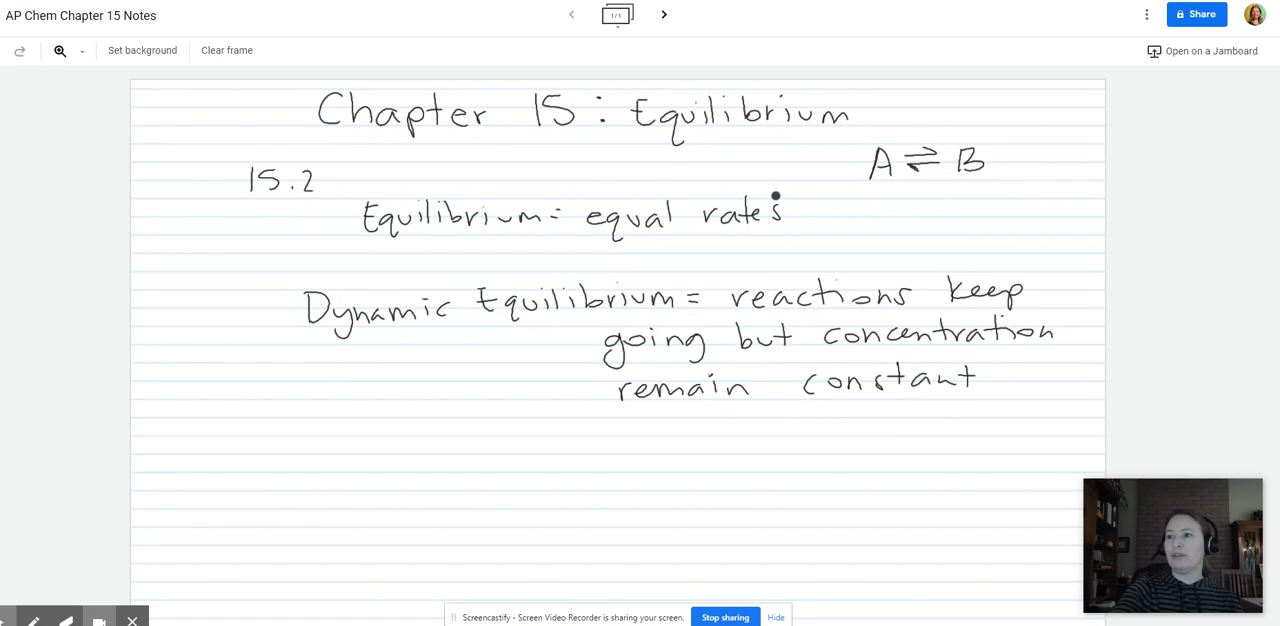 AP Chem Chapter 15 Notes
1/1
Share
Set background
Clear frame
Open on a Jamboard
Chapter 15 : Equilibrium
A ⇌ B
15.2
Equilibrium = equal rates
Dynamic Equilibrium = reactions keep
going but concentration
remain constant
Screencastify - Screen Video Recorder is sharing your screen.
Stop sharing
Hide